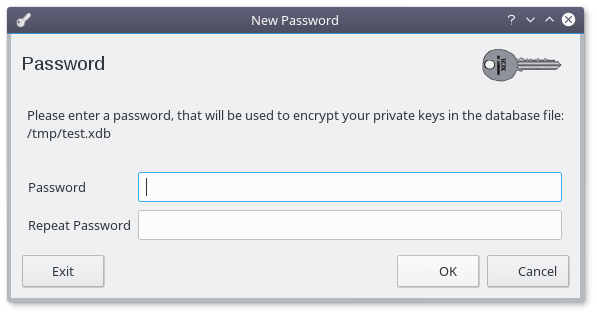 New Password
?
Password
Please enter a password, that will be used to encrypt your private keys in the database file:
/tmp/test.xdb
Password
Repeat Password
Exit
OK
Cancel